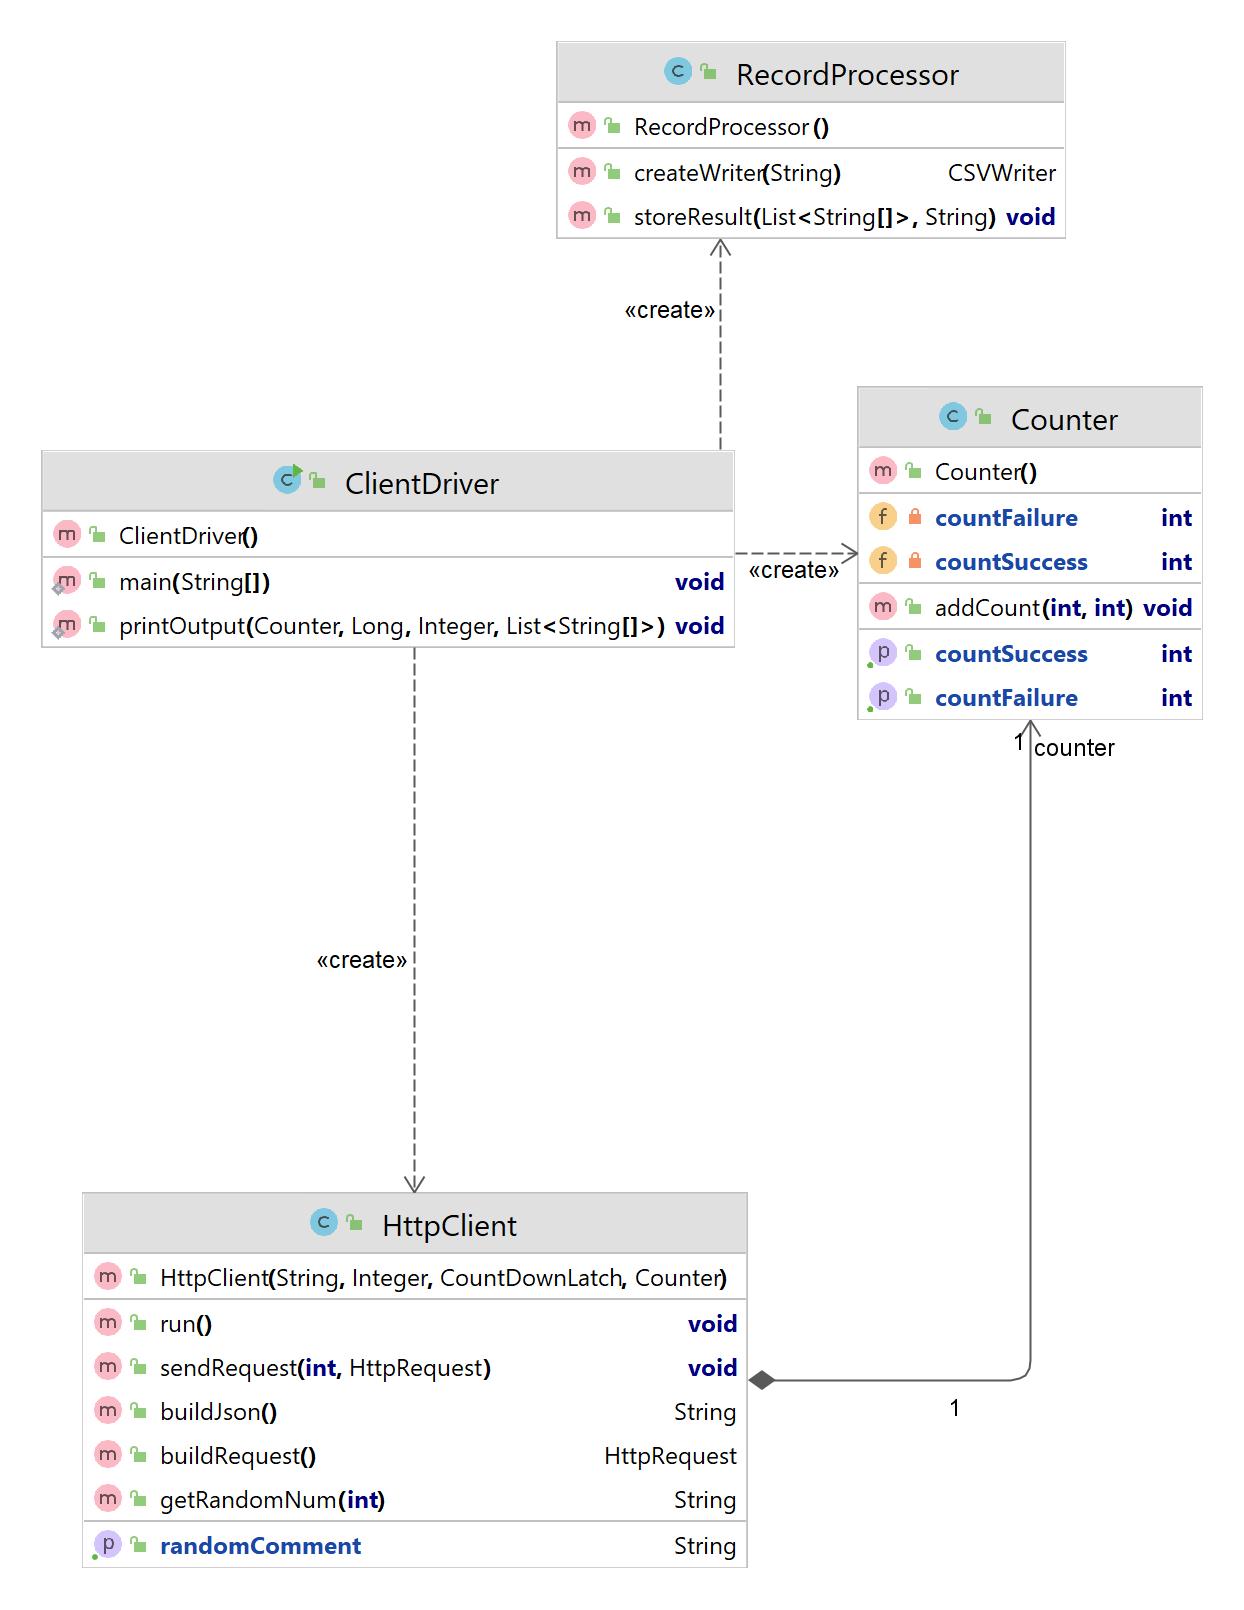 RecordProcessor
RecordProcessor()
createWriter(String) CSVWriter
storeResult(List<String[]>, String) void
«create»
Counter
Counter()
countFailure int
countSuccess int
addCount(int, int) void
countSuccess int
countFailure int
ClientDriver
ClientDriver()
main(String[]) void
printOutput(Counter, Long, Integer, List<String[]>) void
«create»
1 counter
«create»
HttpClient
HttpClient(String, Integer, CountDownLatch, Counter)
run() void
sendRequest(int, HttpRequest) void
buildJson() String
buildRequest() HttpRequest
getRandomNum(int) String
randomComment String
1